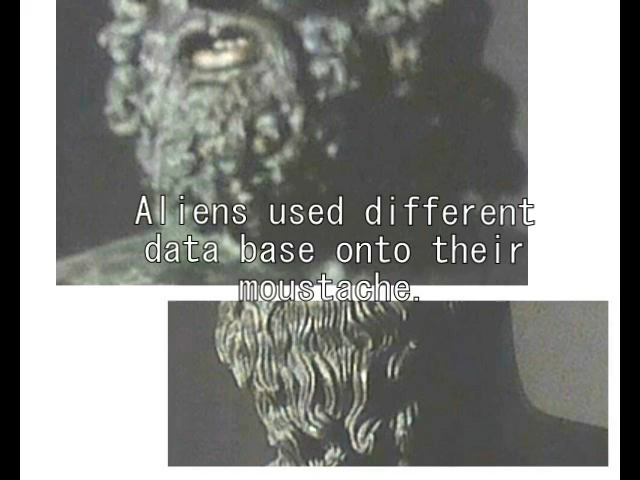 Aliens used different
data base onto their
moustache.